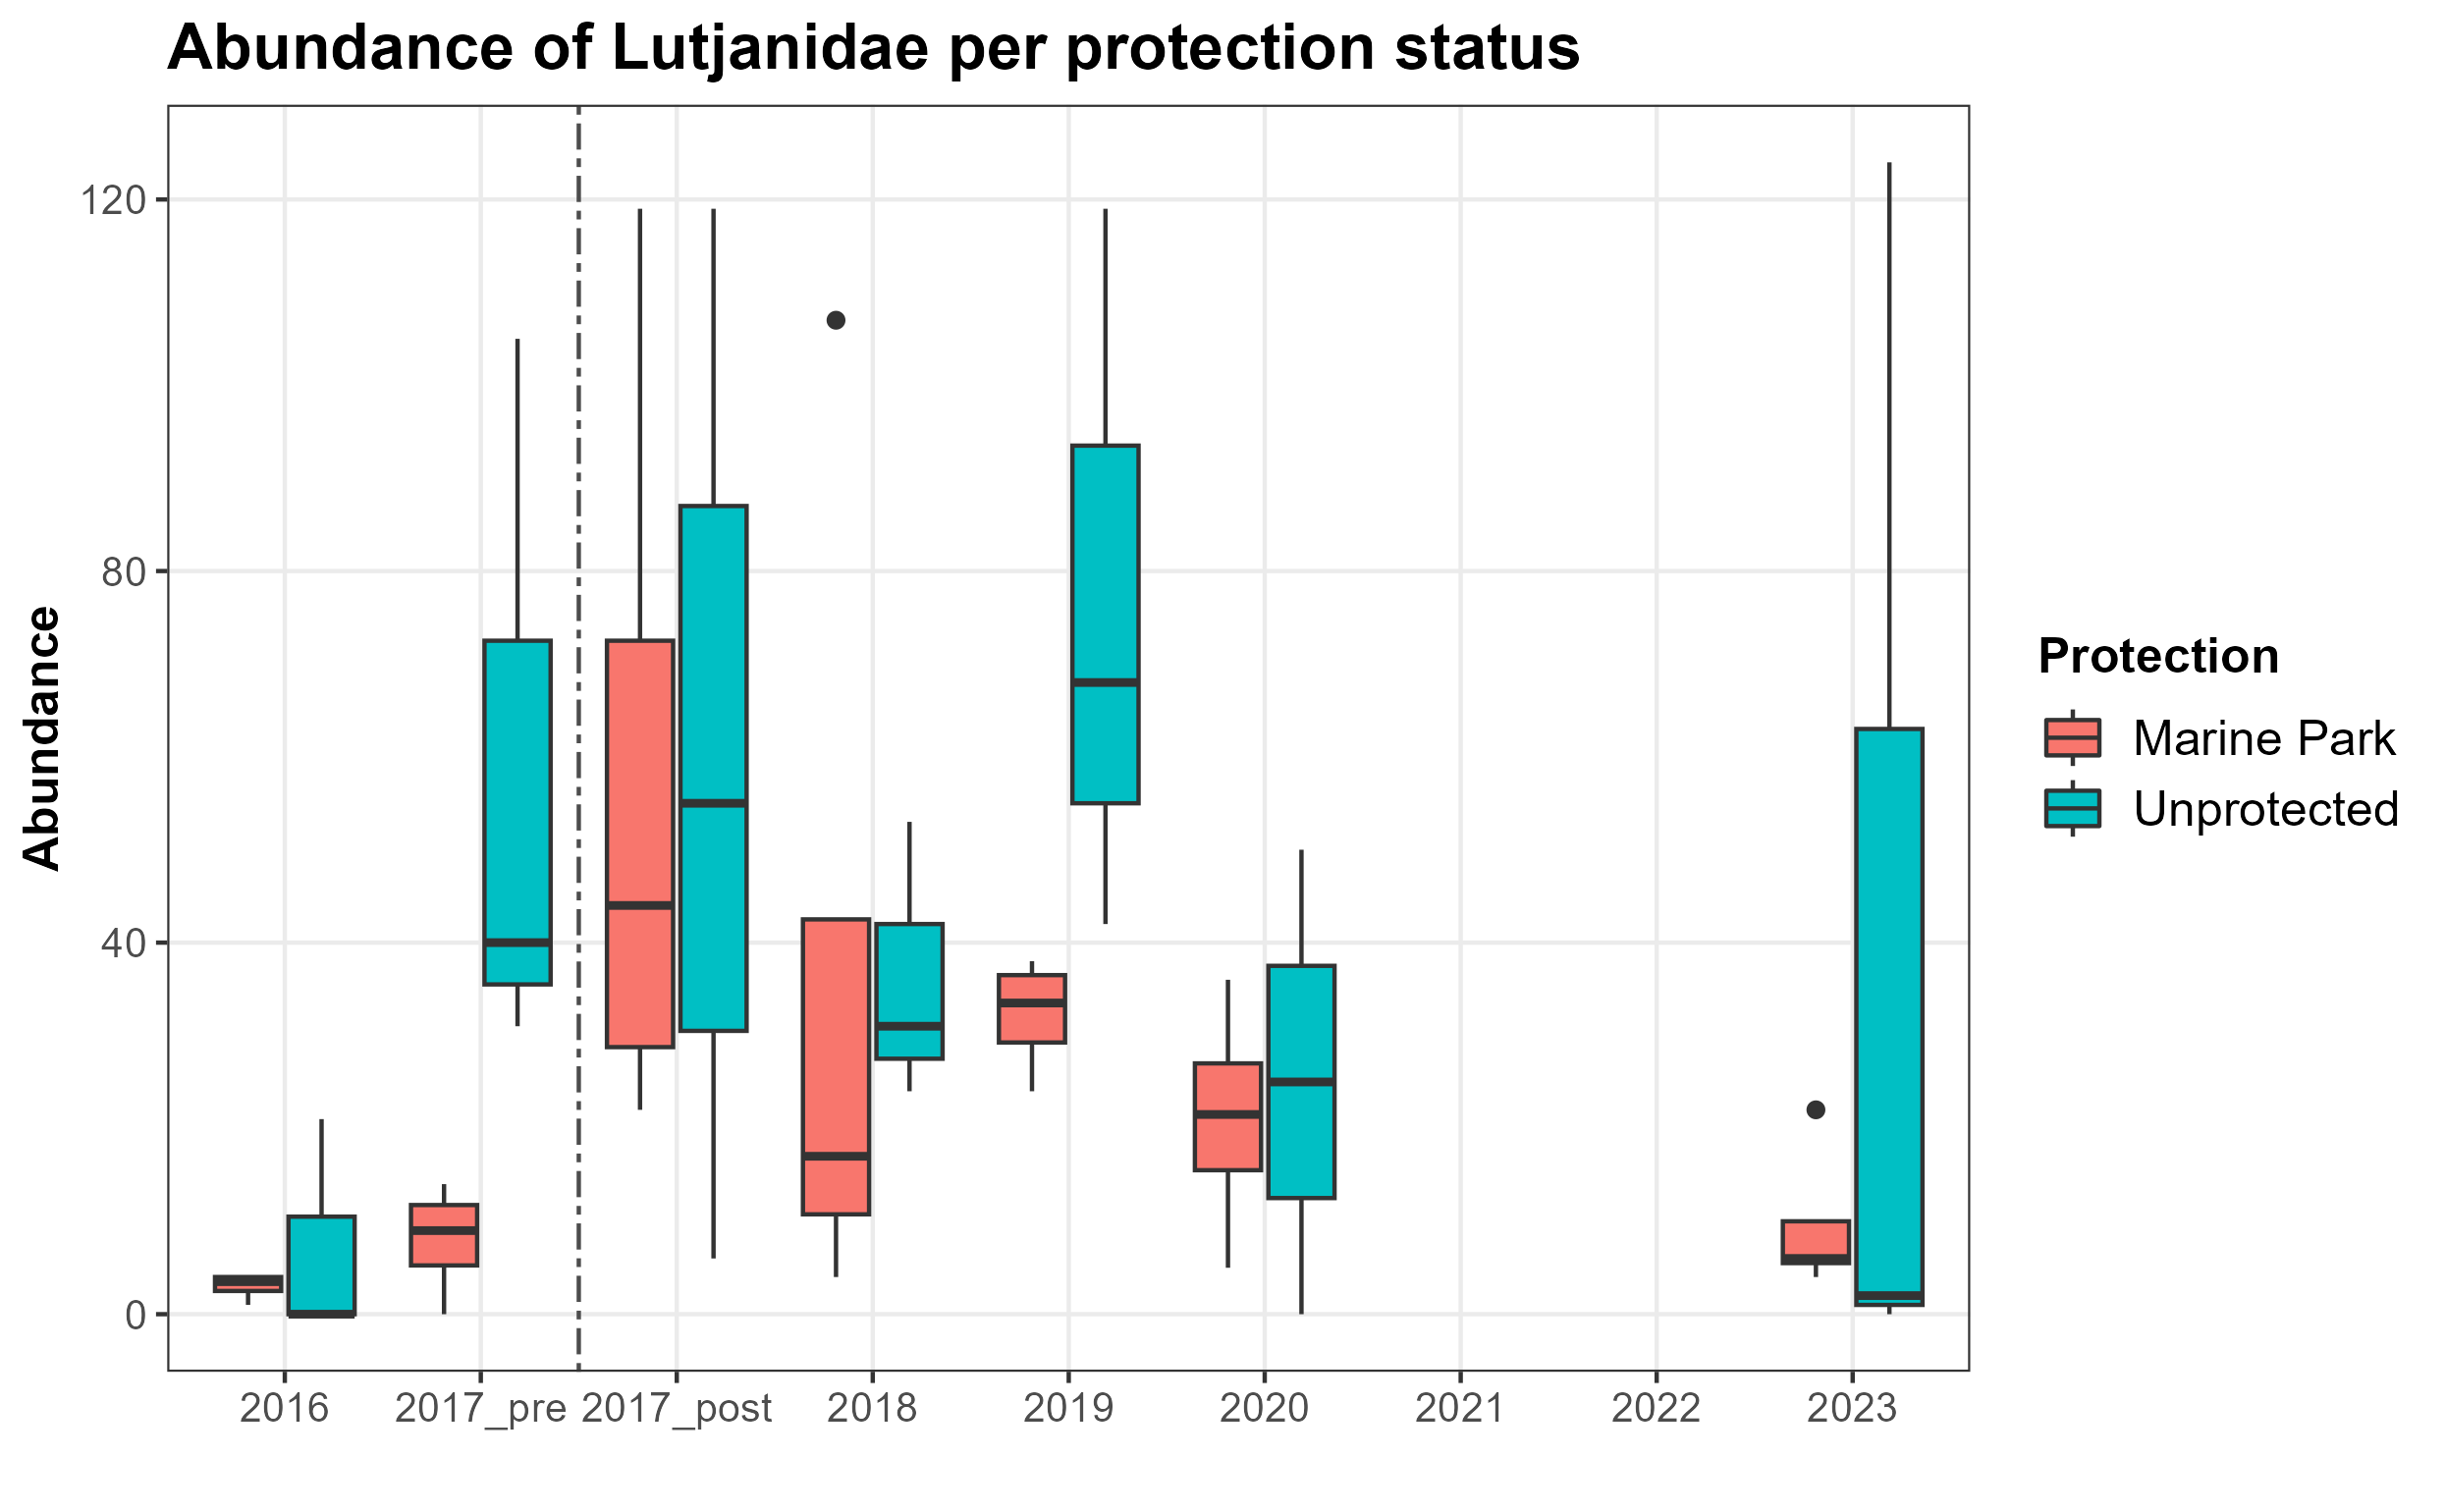 Abundance of Lutjanidae per protection status
120
80
40
0
Abundance
2016 2017_pre 2017_post 2018 2019 2020 2021 2022 2023
Protection
Marine Park
Unprotected